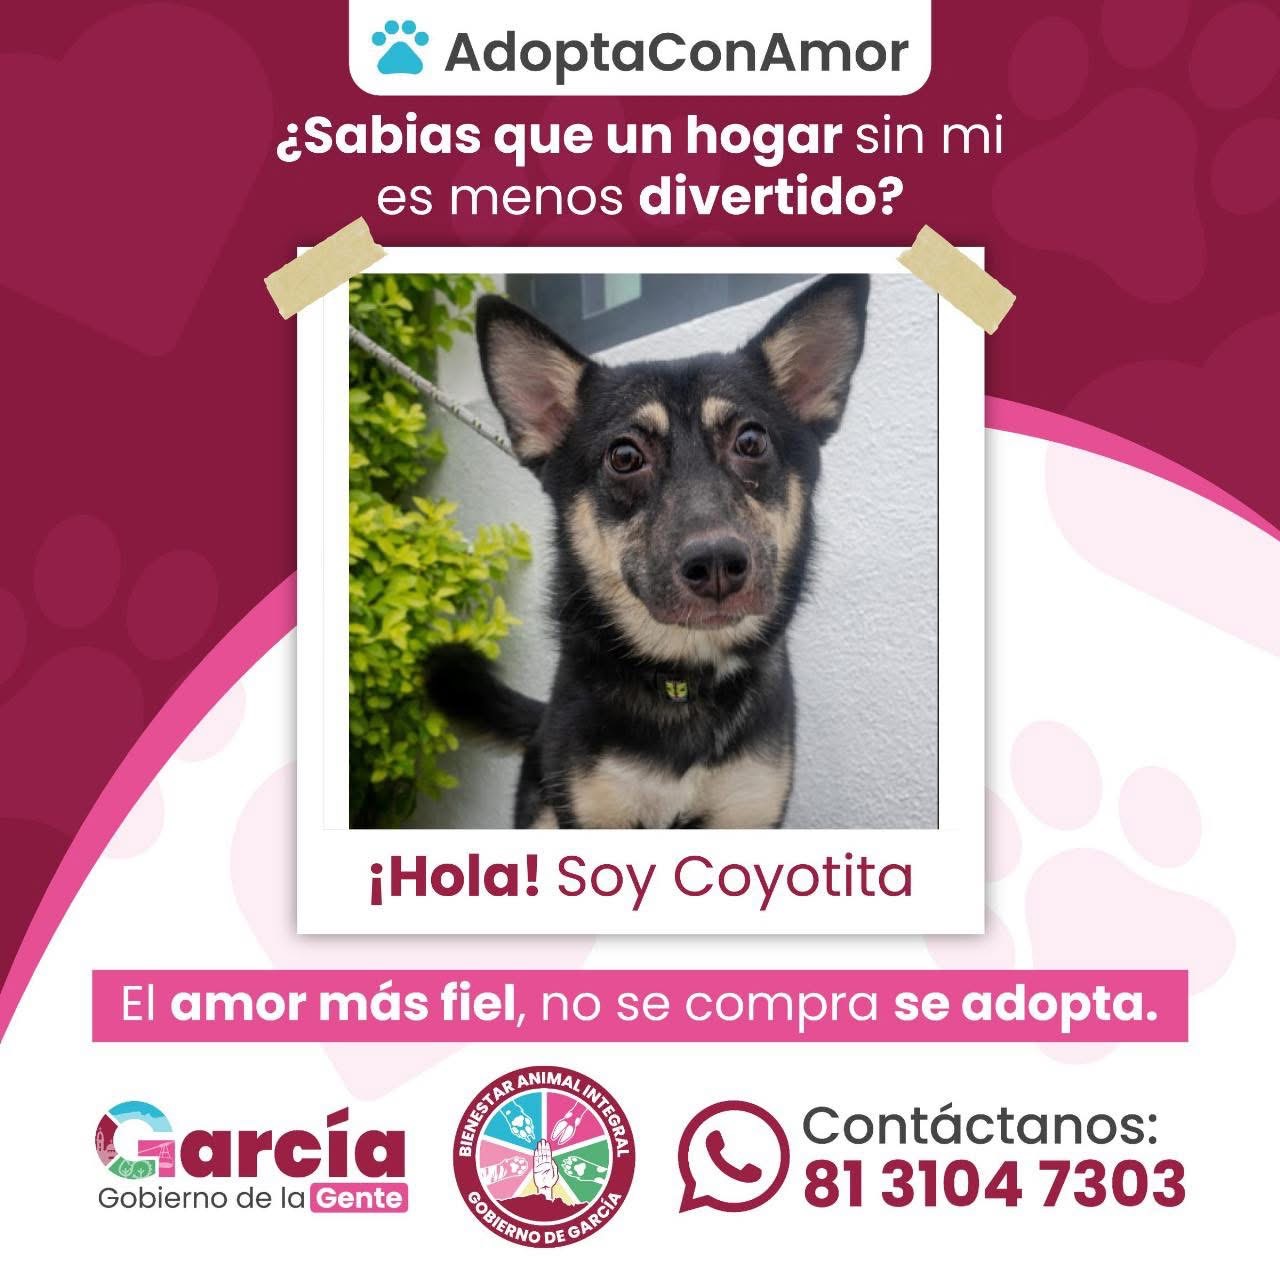 AdoptaConAmor
¿Sabias que un hogar sin mi
es menos divertido?
¡Hola! Soy Coyotita
El amor más fiel, no se compra se adopta.
García
Gobierno de la Gente
BIENESTAR ANIMAL INTEGRAL
GOBIERNO DE GARCÍA
Contáctanos:
81 3104 7303